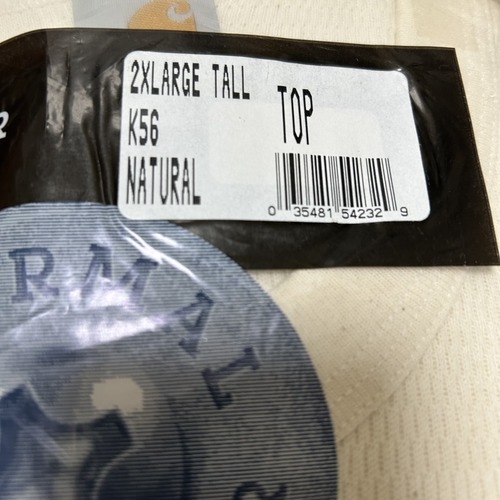 2XLARGE TALL
TOP
K56
NATURAL
0 35481 54232 9
RMAL